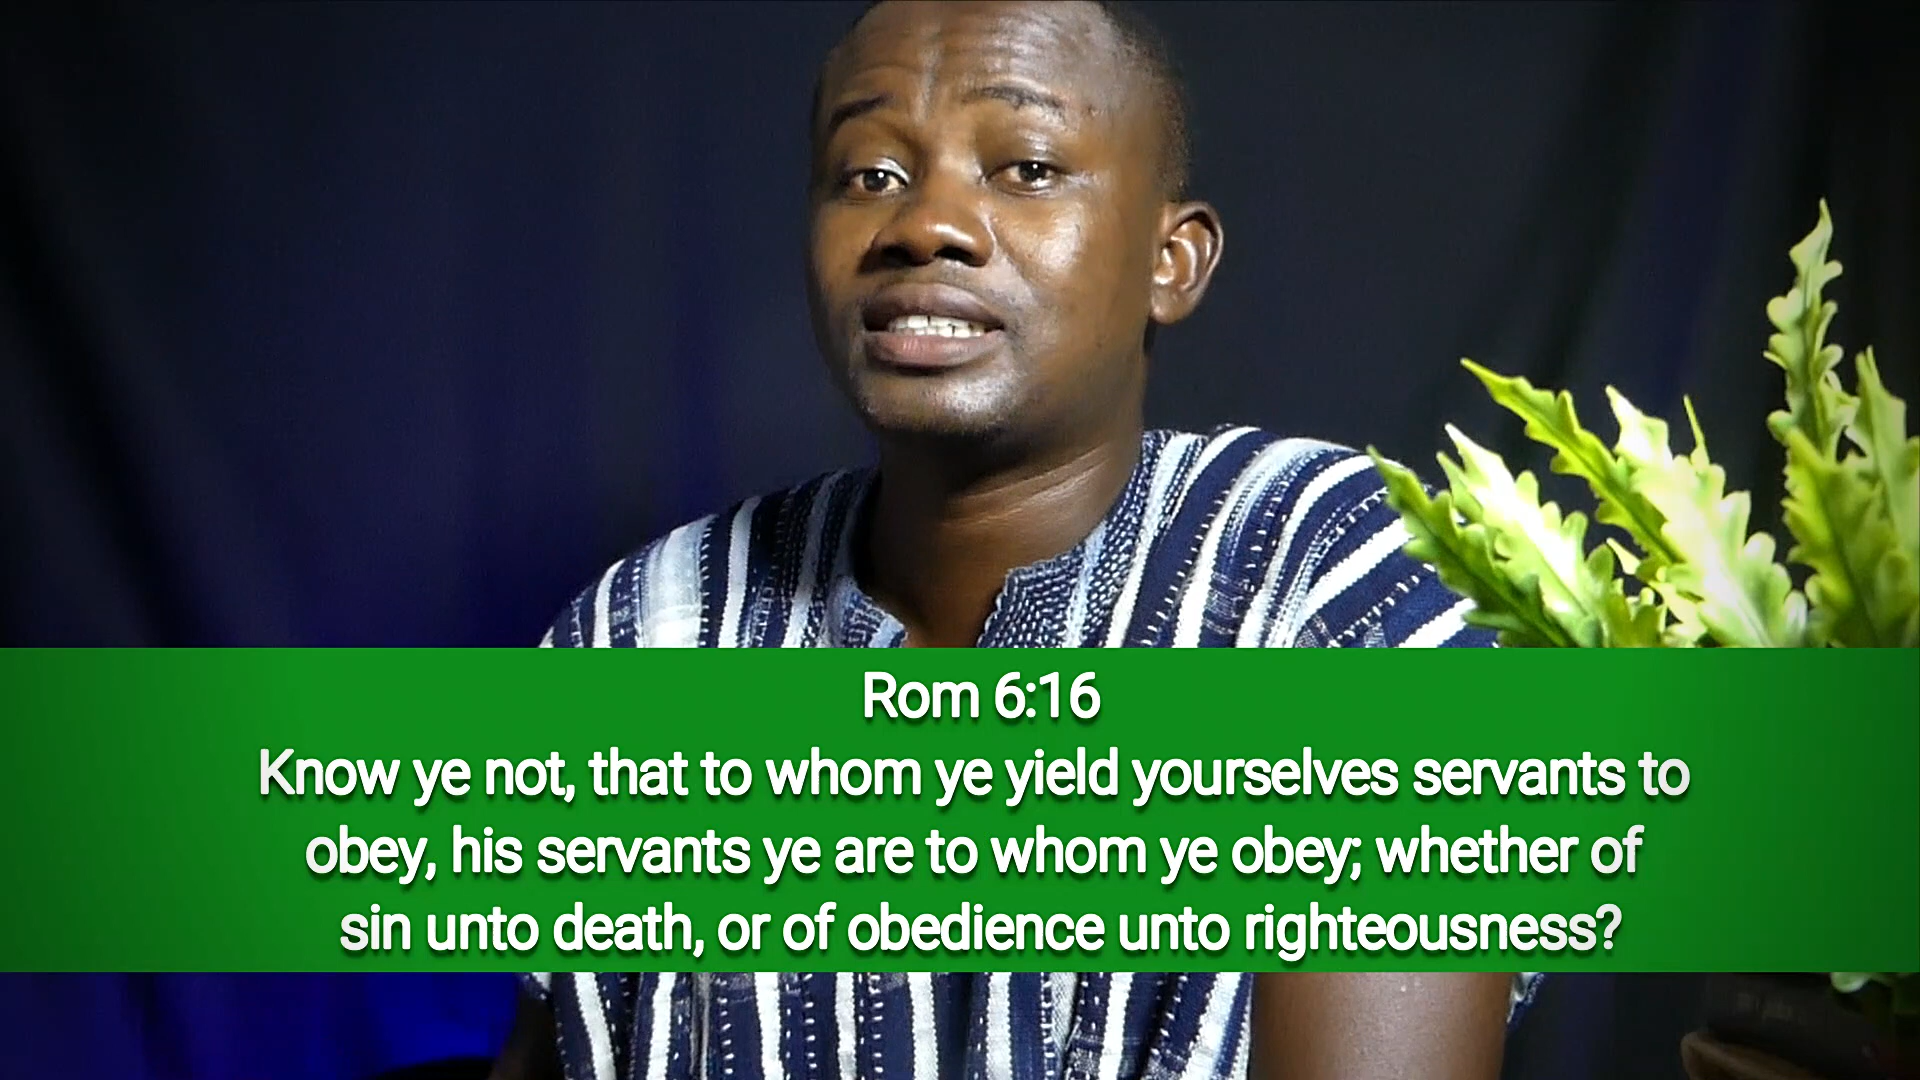 Rom 6:16
Know ye not, that to whom ye yield yourselves servants to
obey, his servants ye are to whom ye obey; whether of
sin unto death, or of obedience unto righteousness?